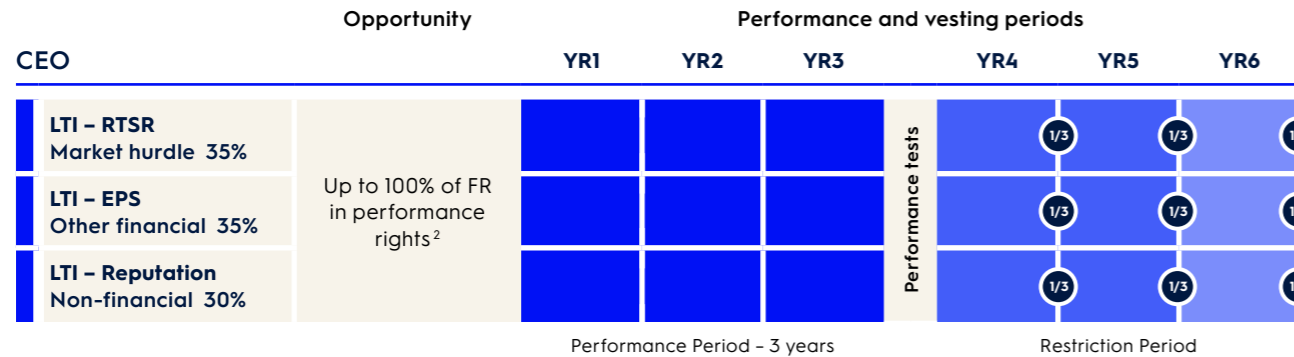 Opportunity
Performance and vesting periods
CEO
YR1
YR2
YR3
YR4
YR5
YR6
LTI – RTSR
Market hurdle 35%
LTI – EPS
Other financial 35%
LTI – Reputation
Non-financial 30%
Up to 100% of FR
in performance
rights²
Performance tests
1/3
1/3
1/3
1/3
1/3
1/3
Performance Period – 3 years
Restriction Period